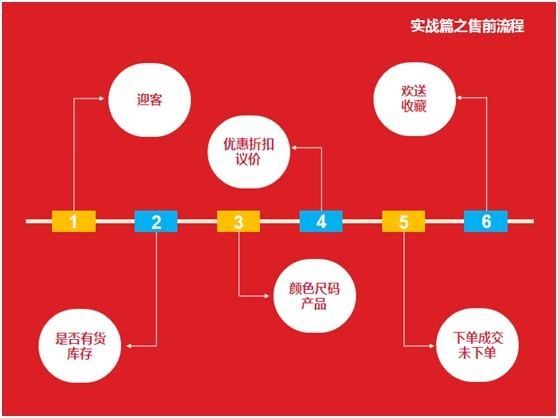 实战篇之售前流程
迎客
欢送
收藏
优惠折扣
议价
1
2
3
4
5
6
颜色尺码
产品
是否有货
库存
下单成交
未下单